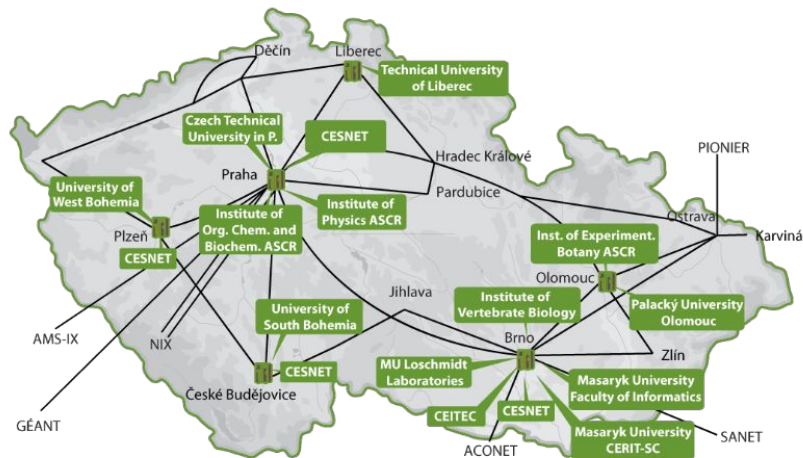 Děčín
Liberec
Technical University
of Liberec
Czech Technical
University in P.
CESNET
PIONIER
Hradec Králové
Praha
University of
West Bohemia
Pardubice
Institute of
Physics ASCR
Institute of
Org. Chem. and
Biochem. ASCR
Ostrava
Karviná
Plzeň
CESNET
Inst. of Experiment.
Botany ASCR
Olomouc
Jihlava
Institute of
Vertebrate Biology
Palacký University
Olomouc
University of
South Bohemia
AMS-IX
NIX
Brno
Zlín
CESNET
MU Loschmidt
Laboratories
Masaryk University
Faculty of Informatics
České Budějovice
CEITEC
CESNET
GÉANT
Masaryk University
CERIT-SC
SANET
ACONET